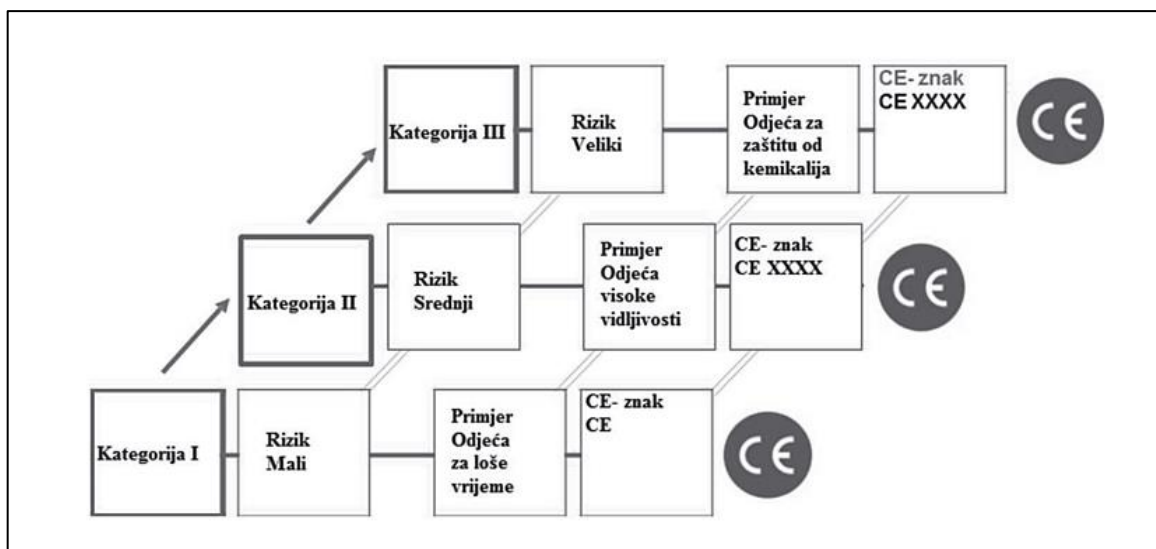 Kategorija III
Rizik
Veliki
Primjer
Odjeća za
zaštitu od
kemikalija
CE- znak
CE XXXX
CE
Kategorija II
Rizik
Srednji
Primjer
Odjeća
visoke
vidljivosti
CE- znak
CE XXXX
CE
Kategorija I
Rizik
Mali
Primjer
Odjeća
za loše
vrijeme
CE- znak
CE
CE